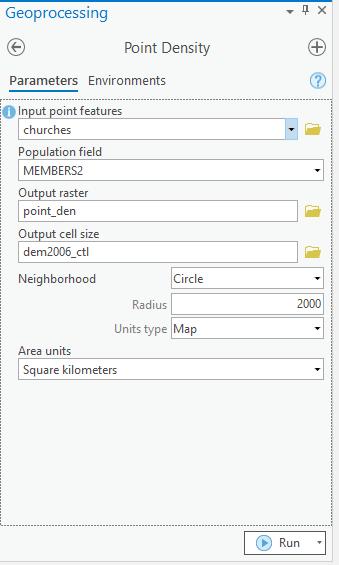 Geoprocessing
Point Density
Parameters Environments
?
Input point features
churches
Population field
MEMBERS2
Output raster
point_den
Output cell size
dem2006_ctl
Neighborhood Circle
Radius 2000
Units type Map
Area units
Square kilometers
Run